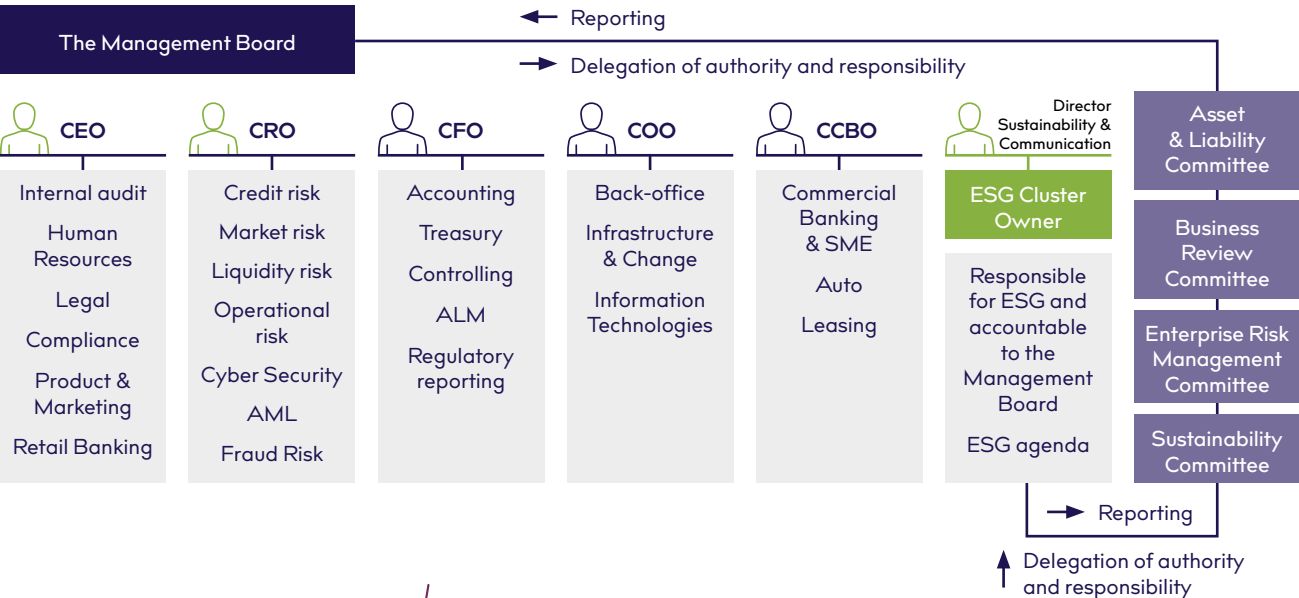 The Management Board
Reporting
Delegation of authority and responsibility
CEO
Internal audit
Human
Resources
Legal
Compliance
Product &
Marketing
Retail Banking
CRO
Credit risk
Market risk
Liquidity risk
Operational
risk
Cyber Security
AML
Fraud Risk
CFO
Accounting
Treasury
Controlling
ALM
Regulatory
reporting
COO
Back-office
Infrastructure
& Change
Information
Technologies
CCBO
Commercial
Banking
& SME
Auto
Leasing
Director
Sustainability &
Communication
ESG Cluster
Owner
Responsible
for ESG and
accountable
to the
Management
Board
ESG agenda
Asset
& Liability
Committee
Business
Review
Committee
Enterprise Risk
Management
Committee
Sustainability
Committee
Reporting
Delegation of authority
and responsibility